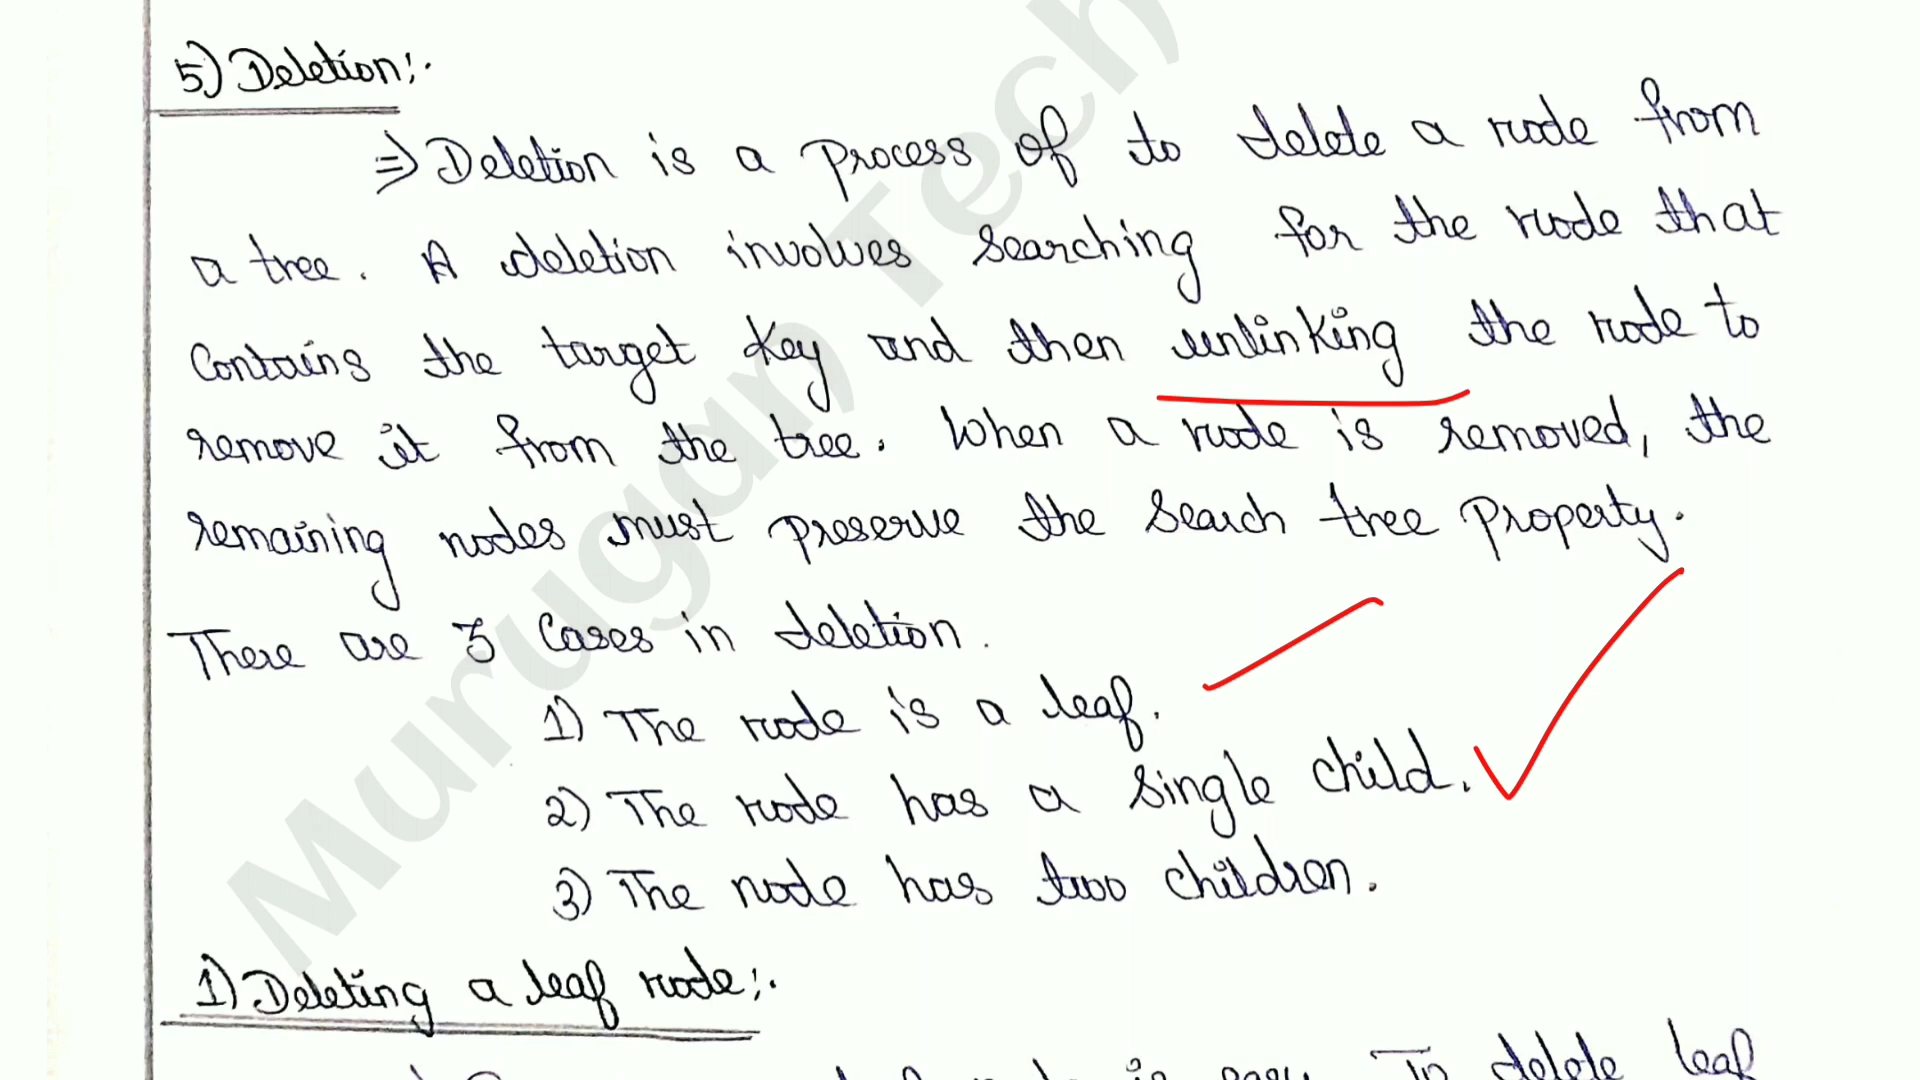 5) Deletion:.
⇒ Deletion is a process of to delete a node from
a tree. A deletion involves searching for the node that
contains the target key and then unlinking the node to
remove it from the tree. When a node is removed, the
remaining nodes must preserve the search tree property.
There are 3 cases in deletion.
1) The node is a leaf.
2) The node has a single child.
3) The node has two children.
1) Deleting a leaf node:.
is easy. To delete leaf
Murugan Tech